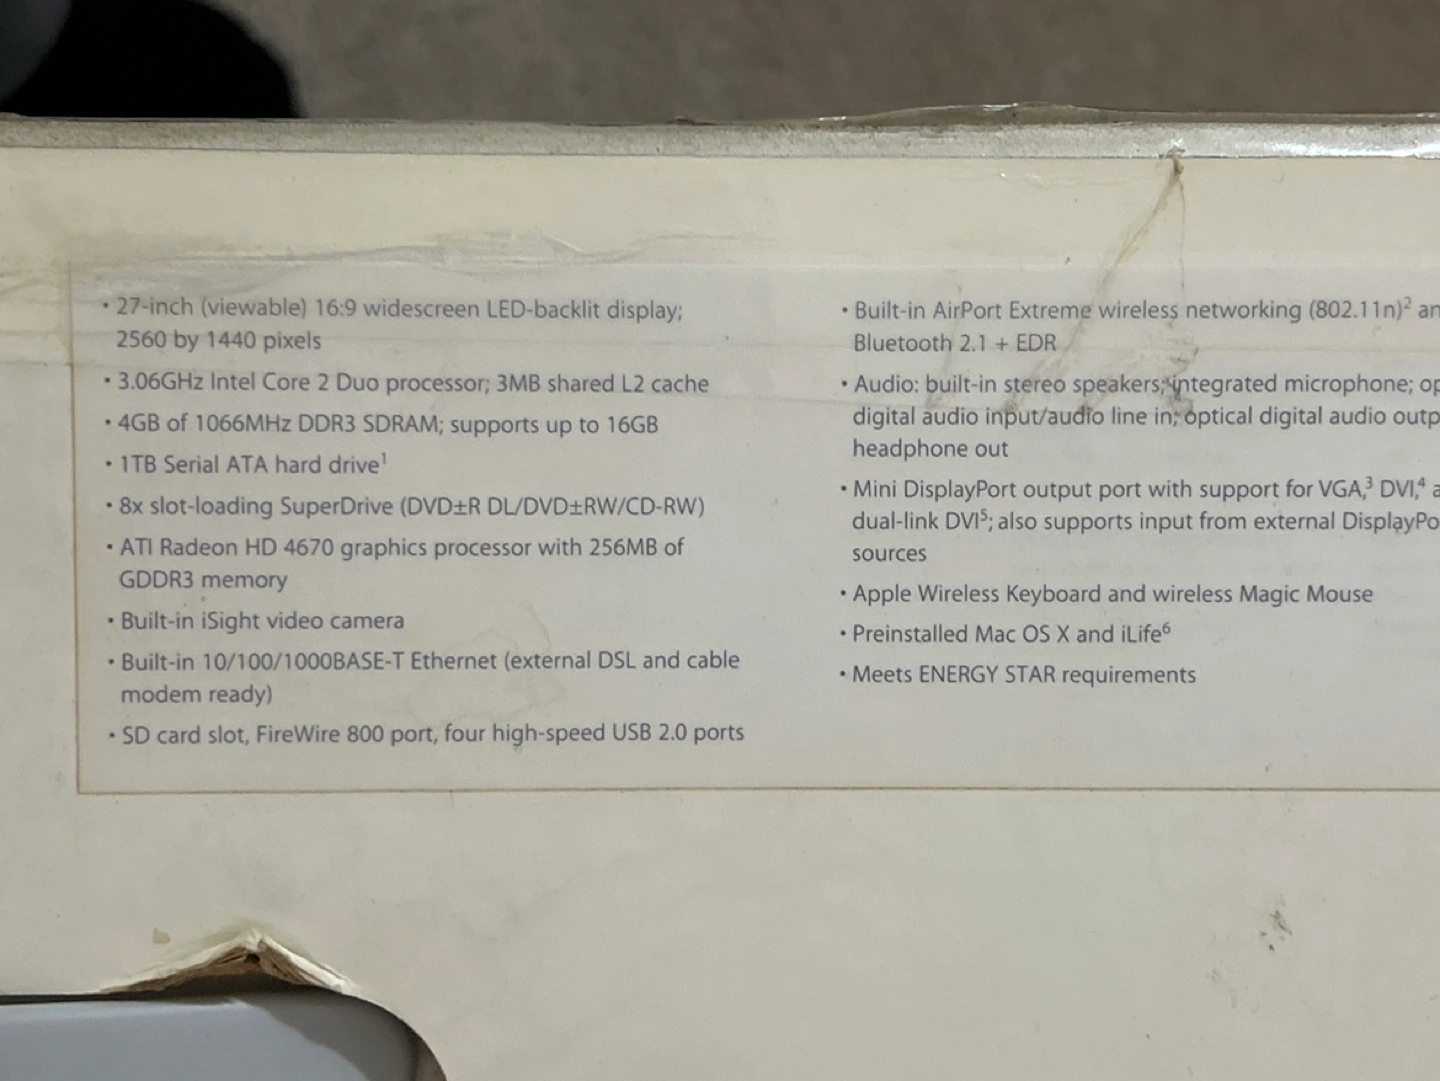 • 27-inch (viewable) 16:9 widescreen LED-backlit display;
2560 by 1440 pixels
• 3.06GHz Intel Core 2 Duo processor; 3MB shared L2 cache
• 4GB of 1066MHz DDR3 SDRAM; supports up to 16GB
• 1TB Serial ATA hard drive¹
• 8x slot-loading SuperDrive (DVD±R DL/DVD±RW/CD-RW)
• ATI Radeon HD 4670 graphics processor with 256MB of
GDDR3 memory
• Built-in iSight video camera
• Built-in 10/100/1000BASE-T Ethernet (external DSL and cable
modem ready)
• SD card slot, FireWire 800 port, four high-speed USB 2.0 ports
• Built-in AirPort Extreme wireless networking (802.11n)²
Bluetooth 2.1 + EDR
• Audio: built-in stereo speakers; integrated microphone;
digital audio input/audio line in; optical digital audio
headphone out
• Mini DisplayPort output port with support for VGA,³ DVI,⁴
dual-link DVI⁵; also supports input from external
sources
• Apple Wireless Keyboard and wireless Magic Mouse
• Preinstalled Mac OS X and iLife⁶
• Meets ENERGY STAR requirements